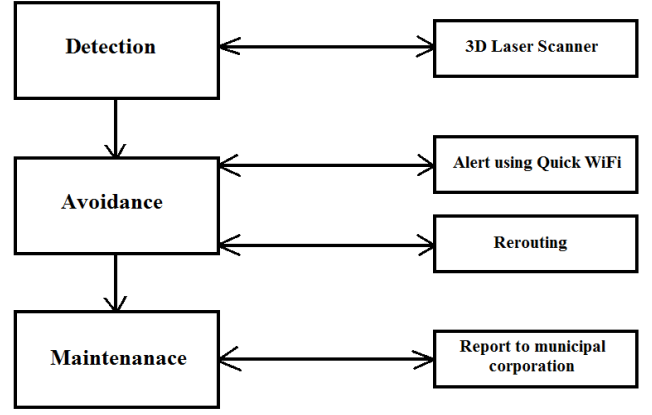 Detection
3D Laser Scanner
Alert using Quick WiFi
Avoidance
Rerouting
Maintenanace
Report to municipal
corporation